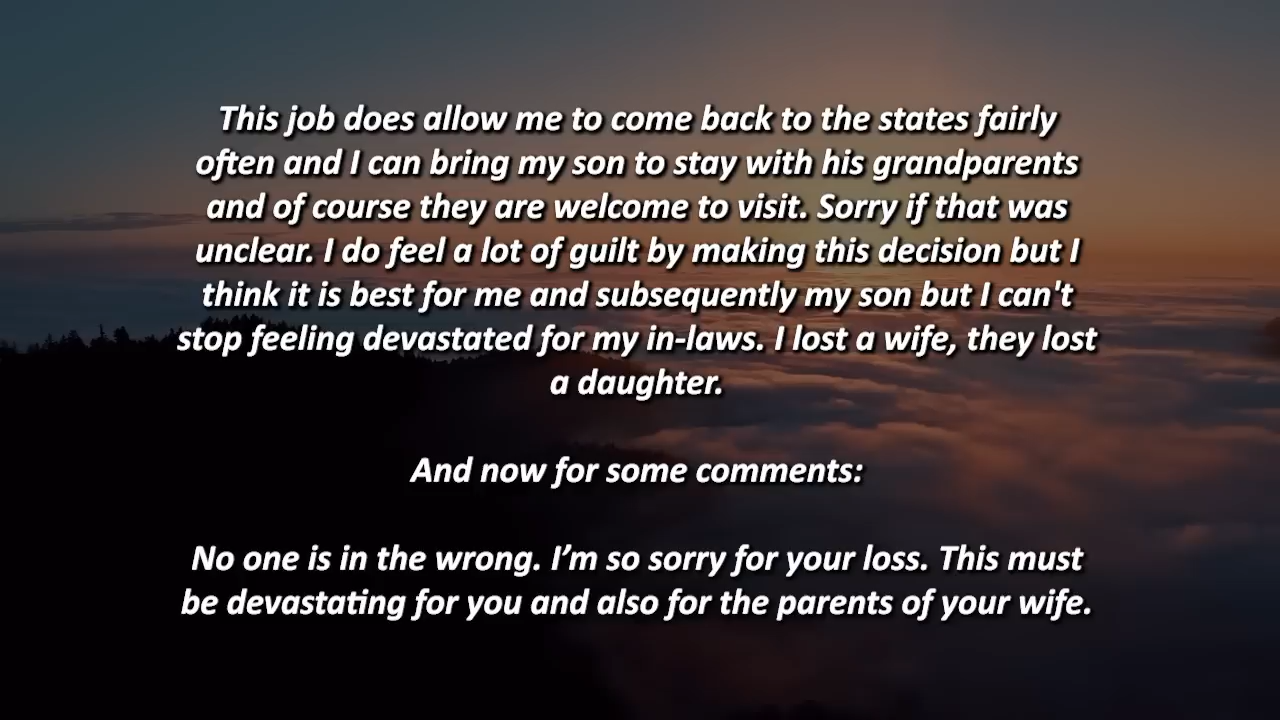 This job does allow me to come back to the states fairly
often and I can bring my son to stay with his grandparents
and of course they are welcome to visit. Sorry if that was
unclear. I do feel a lot of guilt by making this decision but I
think it is best for me and subsequently my son but I can't
stop feeling devastated for my in-laws. I lost a wife, they lost
a daughter.
And now for some comments:
No one is in the wrong. I’m so sorry for your loss. This must
be devastating for you and also for the parents of your wife.